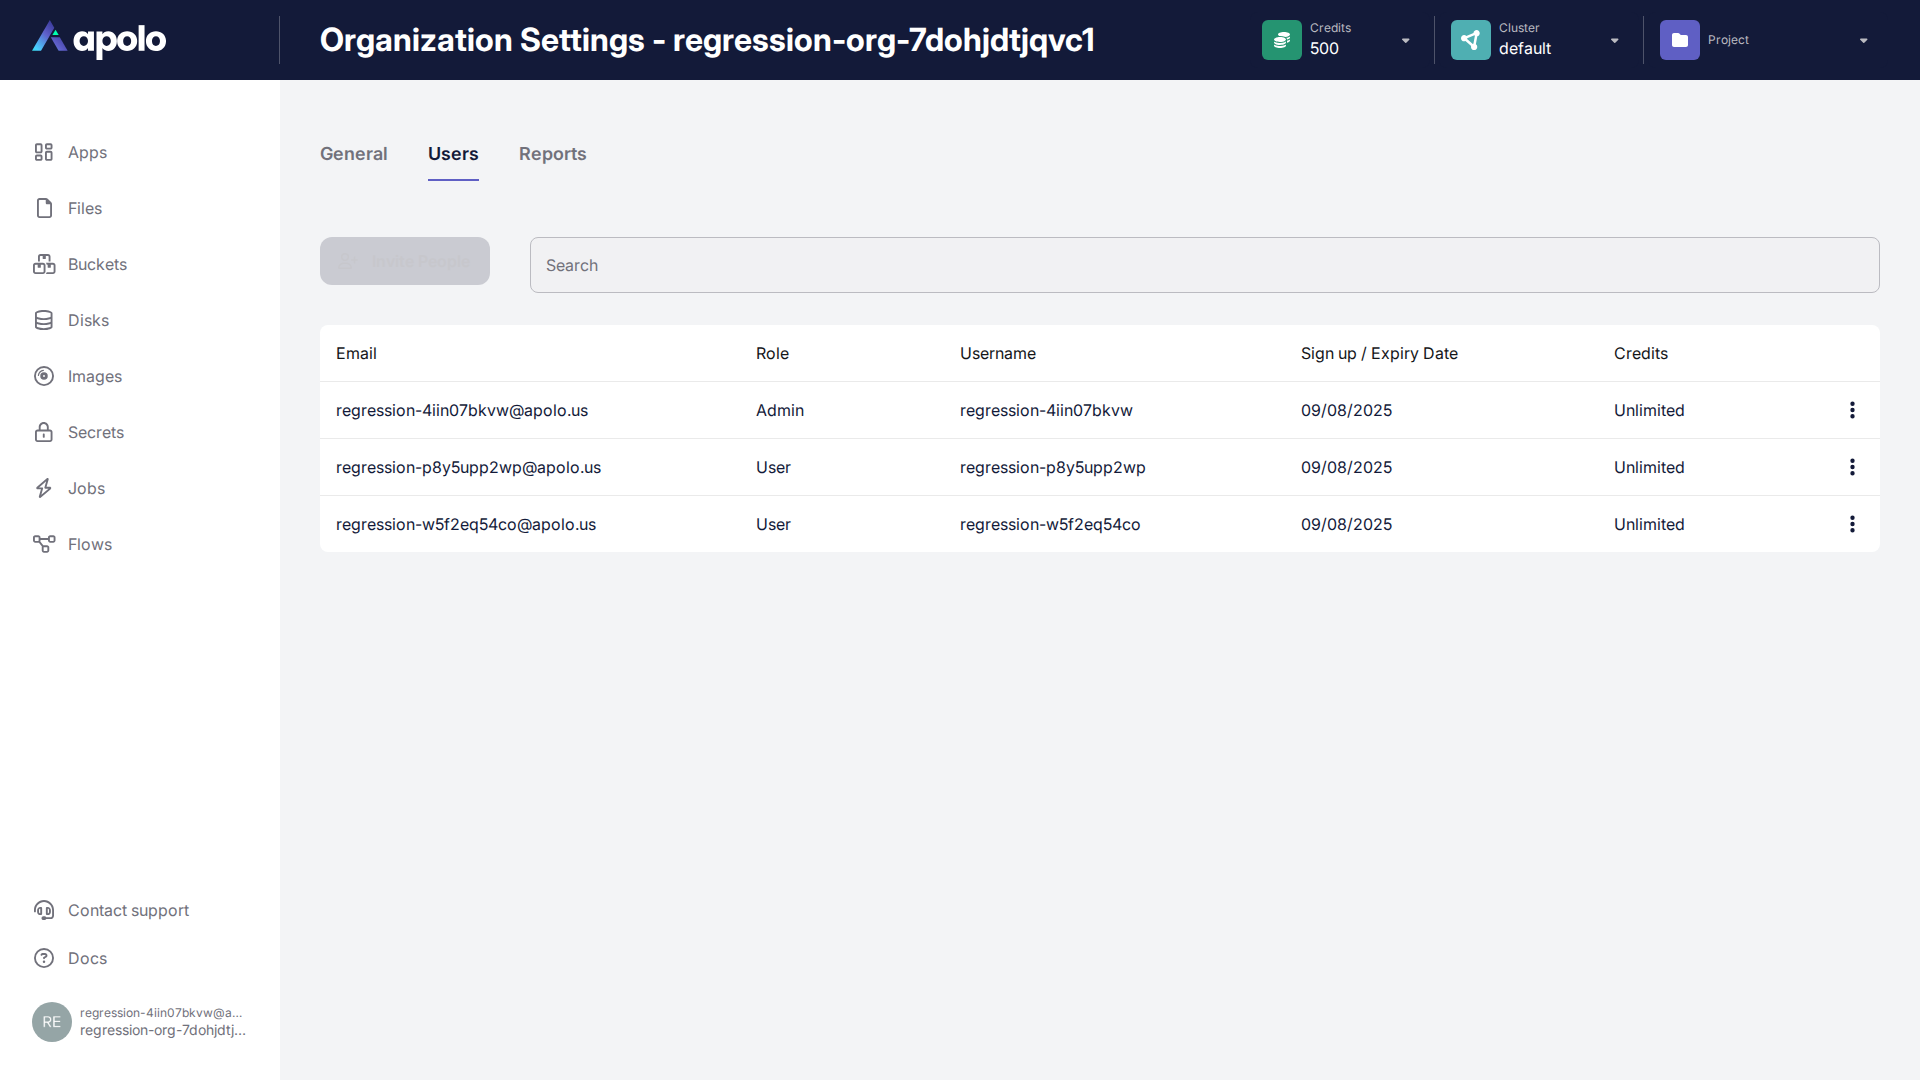 apolo
Organization Settings - regression-org-7dohjdtjqvc1
Credits
500
Cluster
default
Project
Apps
Files
Buckets
Disks
Images
Secrets
Jobs
Flows
Contact support
Docs
RE
regression-4iin07bkvw@a...
regression-org-7dohjdtj...
General
Users
Reports
Search
Email Role Username Sign up / Expiry Date Credits
regression-4iin07bkvw@apolo.us Admin regression-4iin07bkvw 09/08/2025 Unlimited
regression-p8y5upp2wp@apolo.us User regression-p8y5upp2wp 09/08/2025 Unlimited
regression-w5f2eq54co@apolo.us User regression-w5f2eq54co 09/08/2025 Unlimited